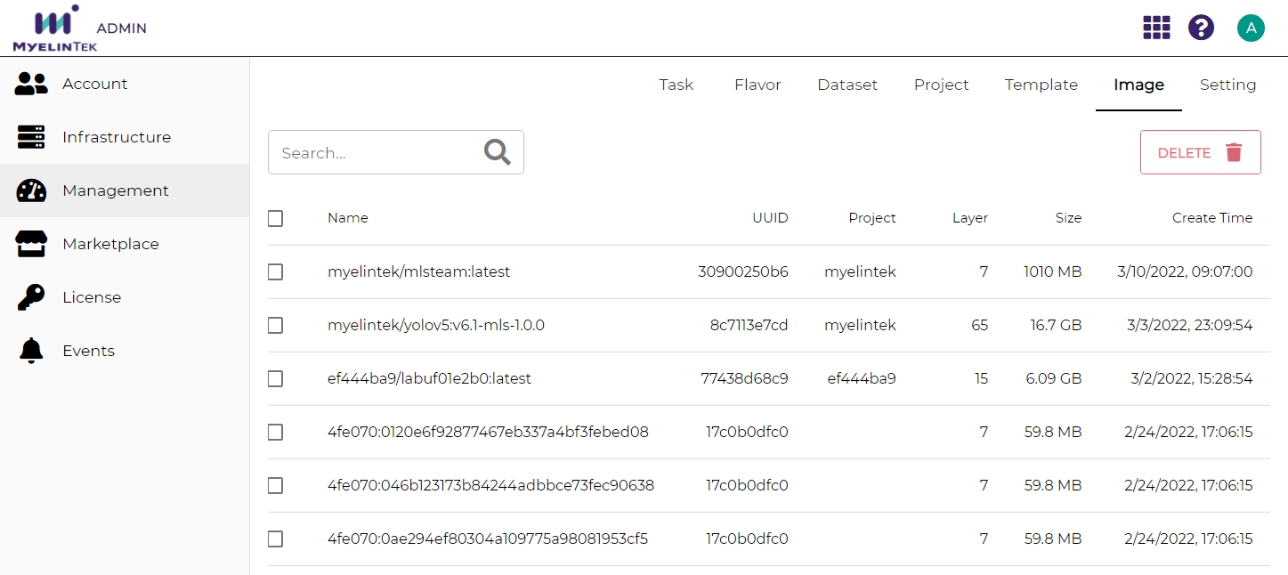 MYELINTEK ADMIN
A
Account
Infrastructure
Management
Marketplace
License
Events
Task Flavor Dataset Project Template Image Setting
Search...
DELETE
Name UUID Project Layer Size Create Time
myelintek/mlsteam:latest 30900250b6 myelintek 7 1010 MB 3/10/2022, 09:07:00
myelintek/yolov5:v6.1-mls-1.0.0 8c7113e7cd myelintek 65 16.7 GB 3/3/2022, 23:09:54
ef444ba9/labuf01e2b0:latest 77438d68c9 ef444ba9 15 6.09 GB 3/2/2022, 15:28:54
4fe070:0120e6f92877467eb337a4bf3febed08 17c0b0dfc0 7 59.8 MB 2/24/2022, 17:06:15
4fe070:046b123173b84244adbbce73fec90638 17c0b0dfc0 7 59.8 MB 2/24/2022, 17:06:15
4fe070:0ae294ef80304a109775a98081953cf5 17c0b0dfc0 7 59.8 MB 2/24/2022, 17:06:15